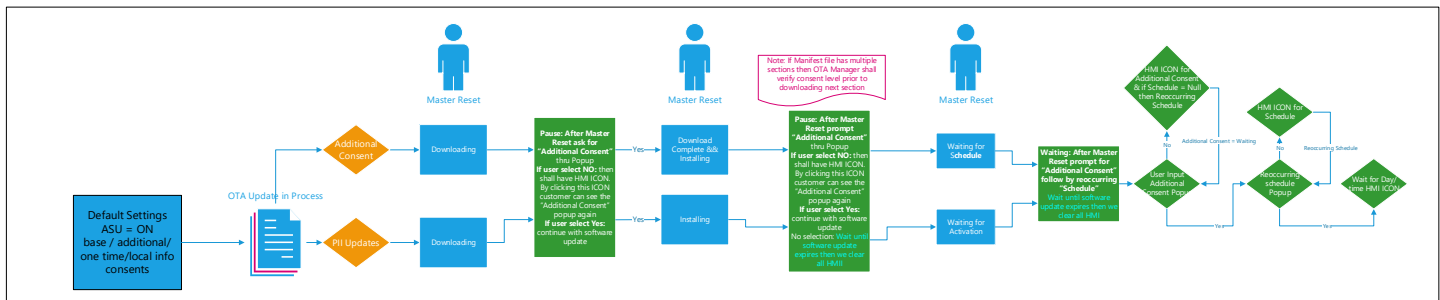 Master Reset
Master Reset
Master Reset
Note: If Manifest file has multiple
sections then OTA Manager shall
verify consent level prior to
downloading next section
HMI ICON for
Additional Consent
& if Schedule = Null
then Reoccurring
Schedule
HMI ICON for
Schedule
Additional
Consent
Downloading
Pause: After Master
Reset ask for
“Additional Consent”
thru Popup
If user select NO: then
shall have HMI ICON.
By clicking this ICON
customer can see the
“Additional Consent”
popup again
If user select Yes:
continue with software
update
Yes
Download
Complete &&
Installing
Pause: After Master
Reset prompt
“Additional Consent”
thru Popup
If user select NO: then
shall have HMI ICON.
By clicking this ICON
customer can see the
“Additional Consent”
popup again
If user select Yes:
continue with software
update
No selection: Wait until
software update
expires then we clear
all HMI
Waiting for
Schedule
No
Additional Consent = Waiting
No
Reoccurring Schedule
Waiting: After Master
Reset prompt for
“Additional Consent”
follow by reoccurring
“Schedule”
Wait until software
update expires then we
clear all HMI
User Input
Additional
Consent Popup
Reoccurring
schedule
Popup
Wait for Day/
time HMI ICON
OTA Update in Process
Default Settings
ASU = ON
base / additional/
one time/local info
consents
PII Updates
Downloading
Yes
Installing
Waiting for
Activation
Yes
Yes